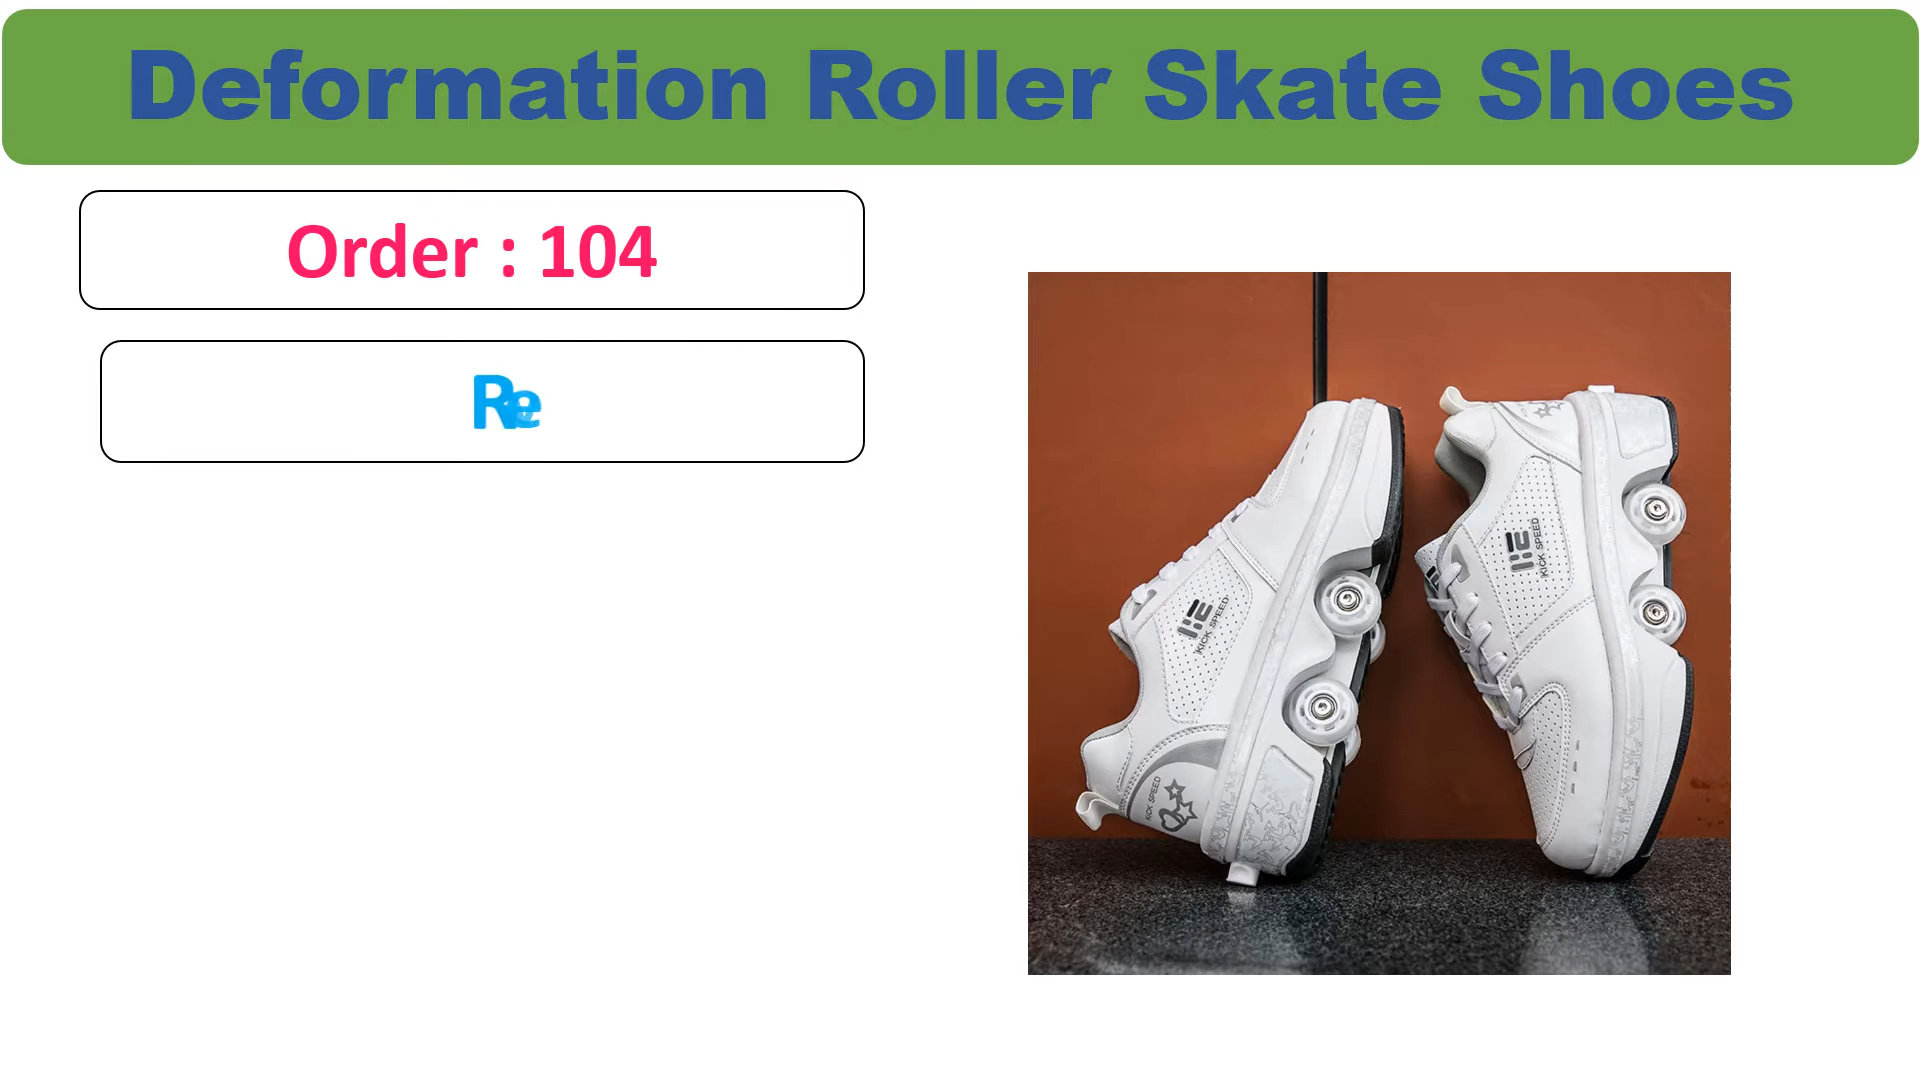 Deformation Roller Skate Shoes
Order : 104
Re
KICK SPEED
KICK SPEED
KICK SPEED